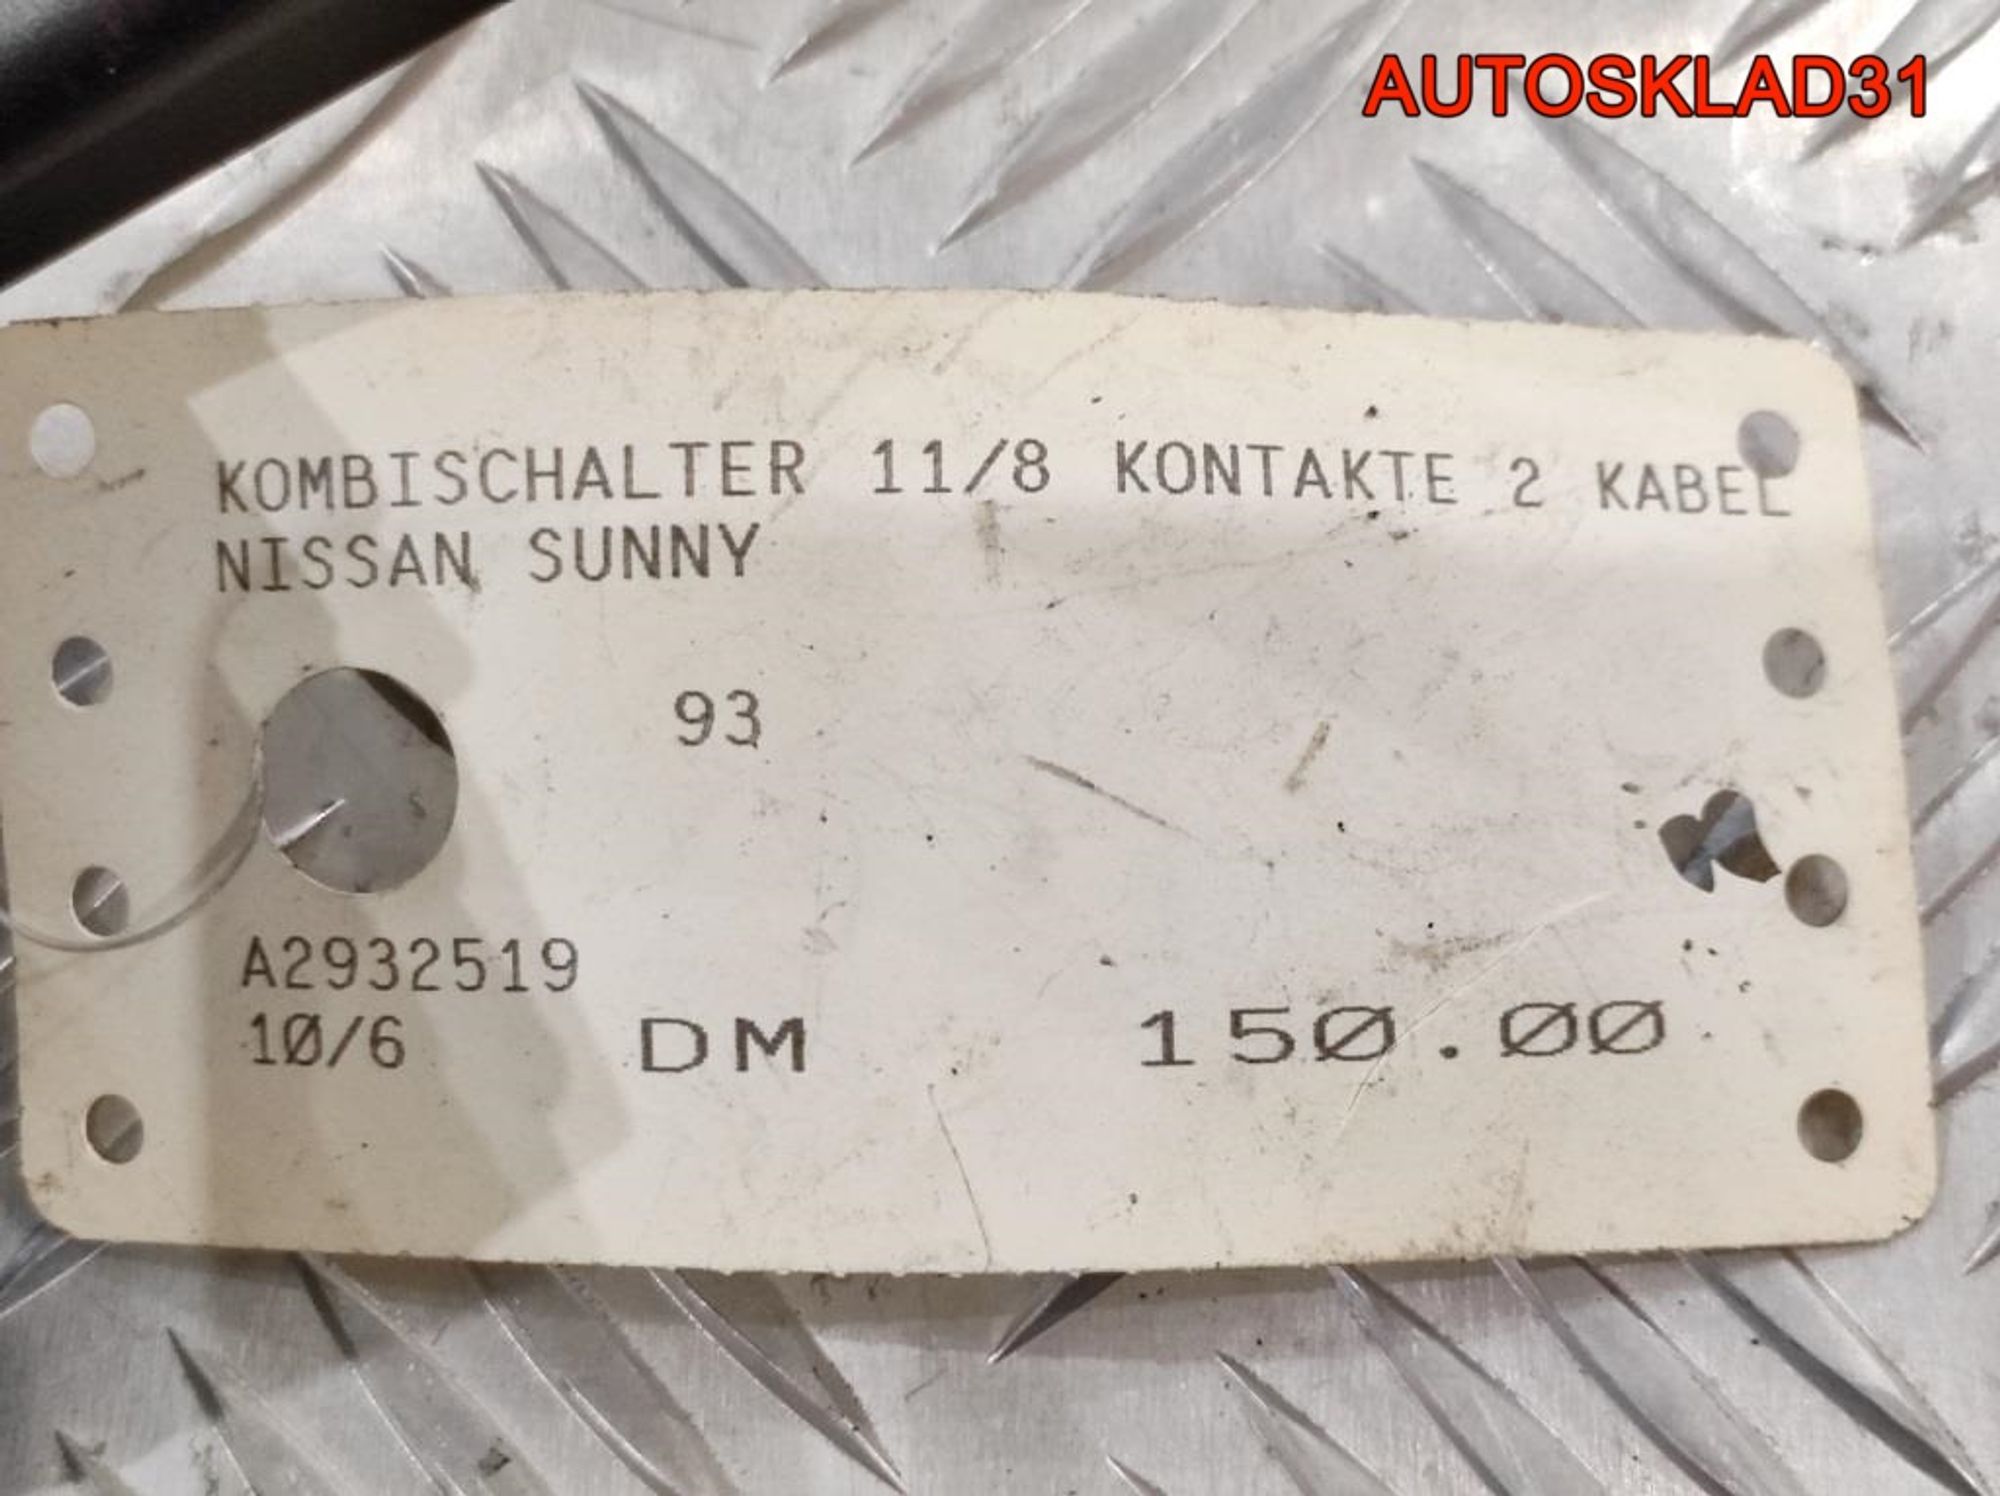 AUTOSKLAD31
KOMBISCHALTER 11/8 KONTAKTE 2 KABEL
NISSAN SUNNY
93
A2932519
10/6 DM 150.00